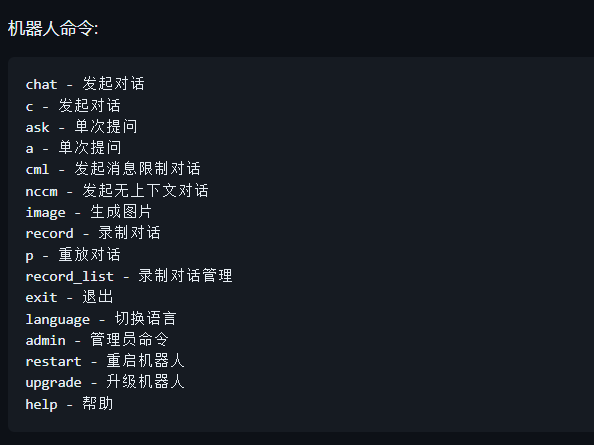 机器人命令:
chat - 发起对话
c - 发起对话
ask - 单次提问
a - 单次提问
cml - 发起消息限制对话
nccm - 发起无上下文对话
image - 生成图片
record - 录制对话
p - 重放对话
record_list - 录制对话管理
exit - 退出
language - 切换语言
admin - 管理员命令
restart - 重启机器人
upgrade - 升级机器人
help - 帮助